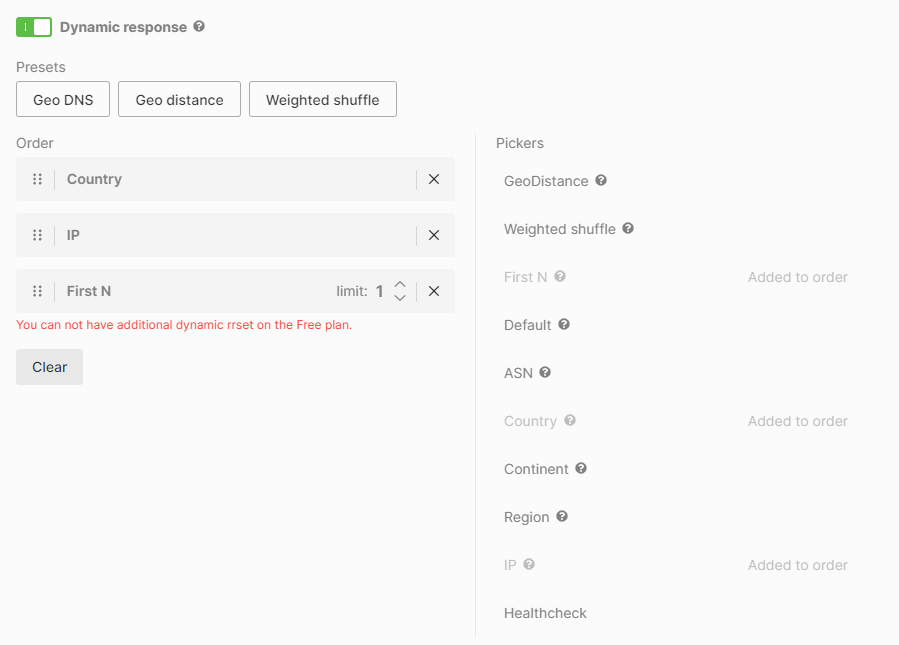 Dynamic response
Presets
Geo DNS
Geo distance
Weighted shuffle
Order
Country
IP
First N
limit: 1
You can not have additional dynamic rrset on the Free plan.
Clear
Pickers
GeoDistance
Weighted shuffle
First N
Added to order
Default
ASN
Country
Added to order
Continent
Region
IP
Added to order
Healthcheck